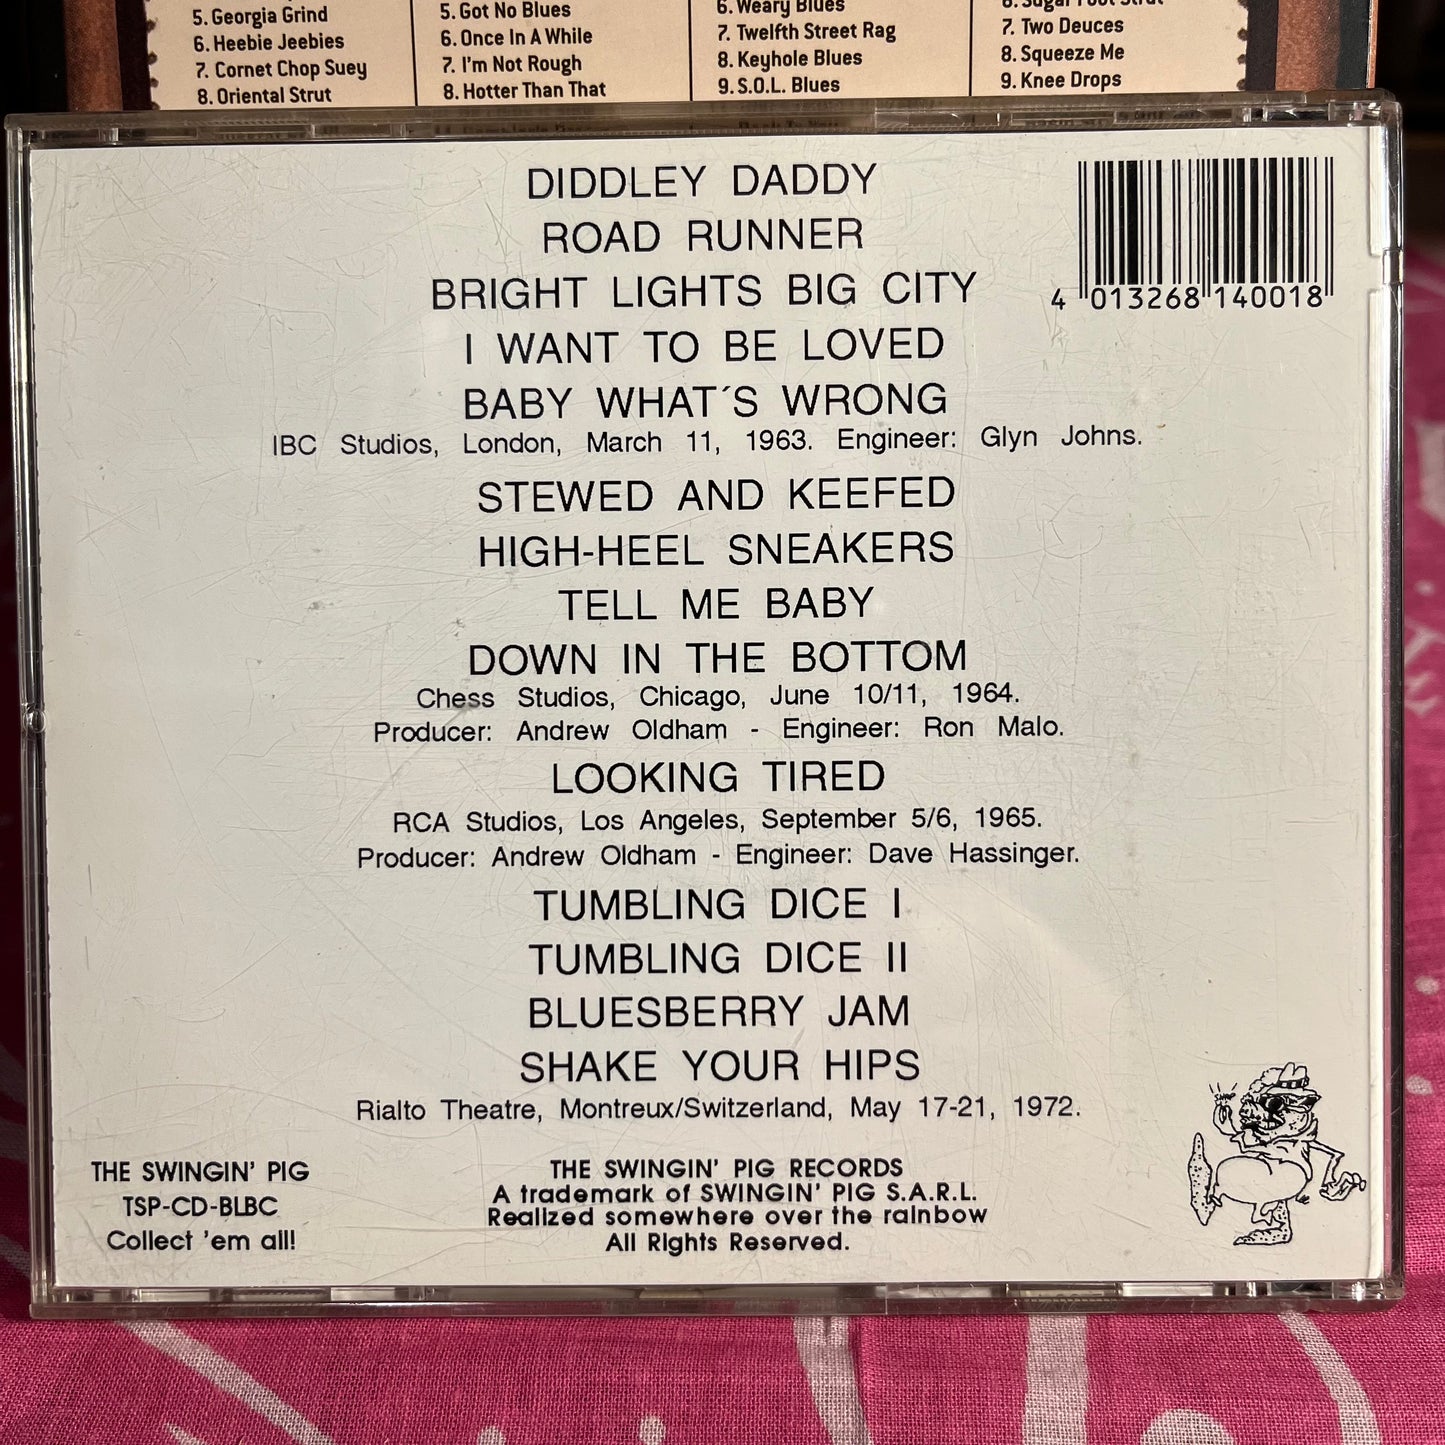 5. Georgia Grind
6. Heebie Jeebies
7. Cornet Chop Suey
8. Oriental Strut
5. Got No Blues
6. Once In A While
7. I'm Not Rough
8. Hotter Than That
6. Weary Blues
7. Twelfth Street Rag
8. Keyhole Blues
9. S.O.L. Blues
6. Sugar Foot Strut
7. Two Deuces
8. Squeeze Me
9. Knee Drops
DIDDLEY DADDY
ROAD RUNNER
BRIGHT LIGHTS BIG CITY
I WANT TO BE LOVED
BABY WHAT´S WRONG
IBC Studios, London, March 11, 1963. Engineer: Glyn Johns.
4 013268 140018
STEWED AND KEEFED
HIGH-HEEL SNEAKERS
TELL ME BABY
DOWN IN THE BOTTOM
Chess Studios, Chicago, June 10/11, 1964.
Producer: Andrew Oldham - Engineer: Ron Malo.
LOOKING TIRED
RCA Studios, Los Angeles, September 5/6, 1965.
Producer: Andrew Oldham - Engineer: Dave Hassinger.
TUMBLING DICE I
TUMBLING DICE II
BLUESBERRY JAM
SHAKE YOUR HIPS
Rialto Theatre, Montreux/Switzerland, May 17-21, 1972.
THE SWINGIN' PIG
TSP-CD-BLBC
Collect 'em all!
THE SWINGIN' PIG RECORDS
A trademark of SWINGIN' PIG S.A.R.L.
Realized somewhere over the rainbow
All Rights Reserved.